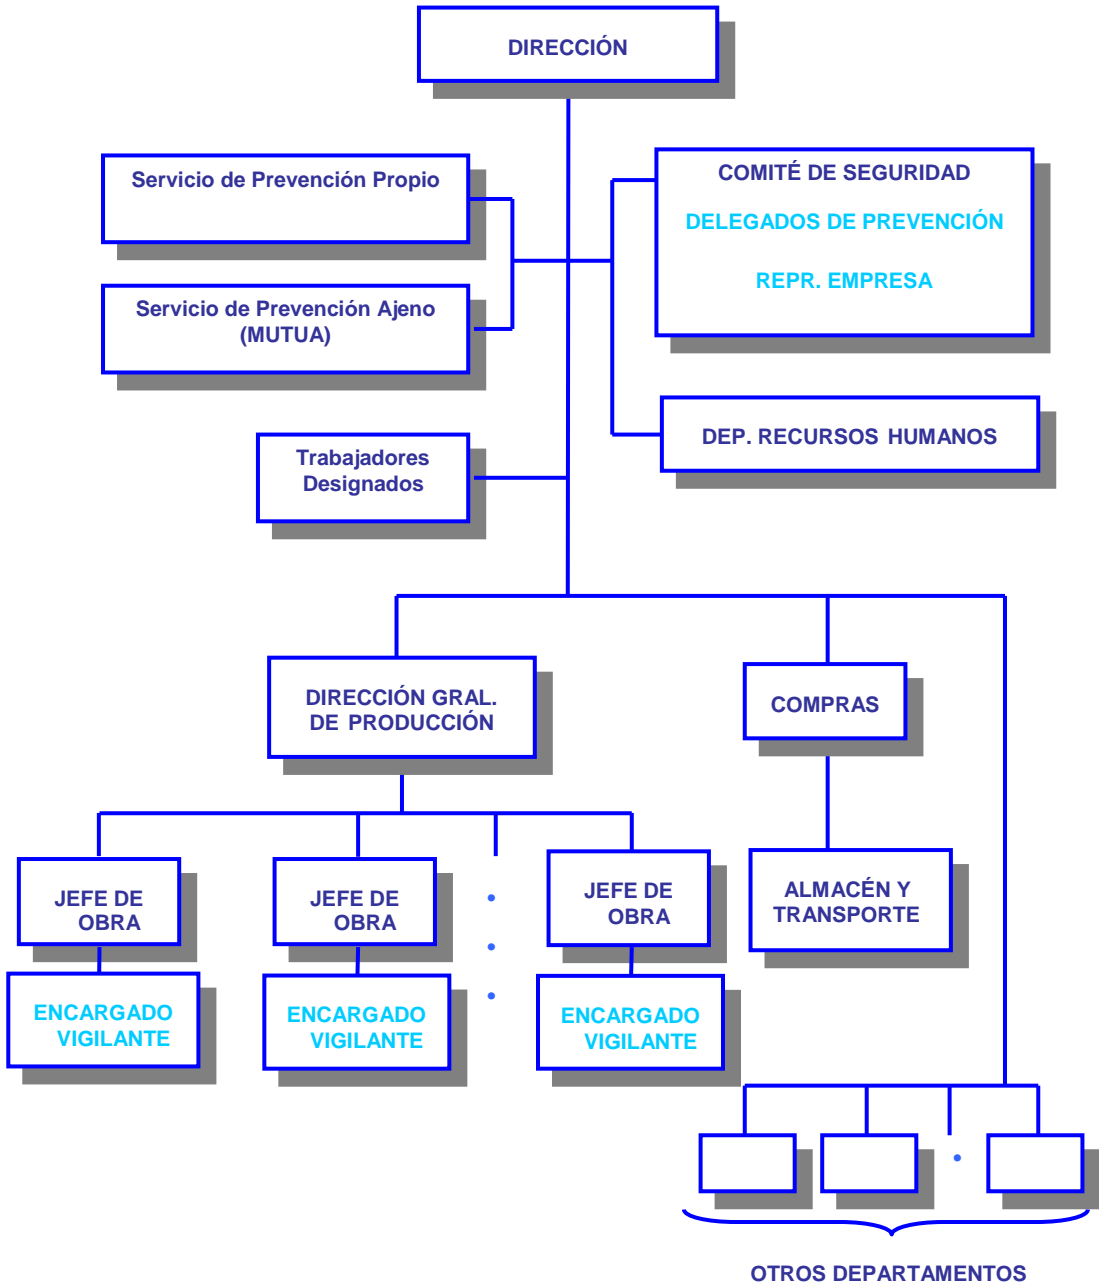 DIRECCIÓN
Servicio de Prevención Propio
COMITÉ DE SEGURIDAD
DELEGADOS DE PREVENCIÓN
REPR. EMPRESA
Servicio de Prevención Ajeno
(MUTUA)
DEP. RECURSOS HUMANOS
Trabajadores
Designados
DIRECCIÓN GRAL.
DE PRODUCCIÓN
COMPRAS
JEFE DE
OBRA
JEFE DE
OBRA
JEFE DE
OBRA
ALMACÉN Y
TRANSPORTE
ENCARGADO
VIGILANTE
ENCARGADO
VIGILANTE
ENCARGADO
VIGILANTE
OTROS DEPARTAMENTOS